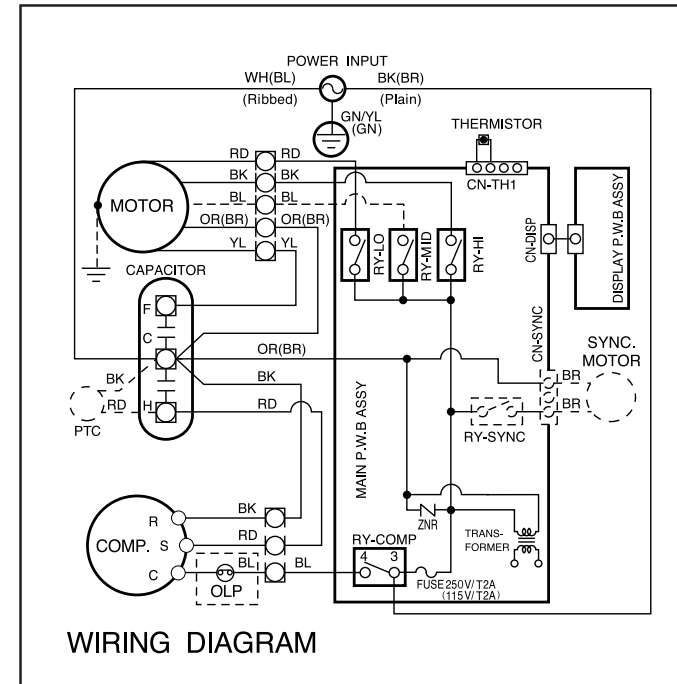 POWER INPUT
WH(BL)
BK(BR)
(Ribbed)
(Plain)
GN/YL
(GN)
THERMISTOR
CN-TH1
RD
RD
BK
BK
BL
BL
OR(BR)
OR(BR)
YL
YL
MOTOR
CAPACITOR
RY-LO
RY-MID
RY-HI
CN-DISP
DISPLAY P.W.B ASSY
F
C
H
OR(BR)
BK
RD
BK
RD
PTC
MAIN P.W.B ASSY
CN-SYNC
SYNC.
MOTOR
BR
BR
RY-SYNC
ZNR
TRANS-
FORMER
COMP.
R
S
C
BK
RD
BL
BL
OLP
RY-COMP
4
3
FUSE250V/T2A
(115V/T2A)
WIRING DIAGRAM